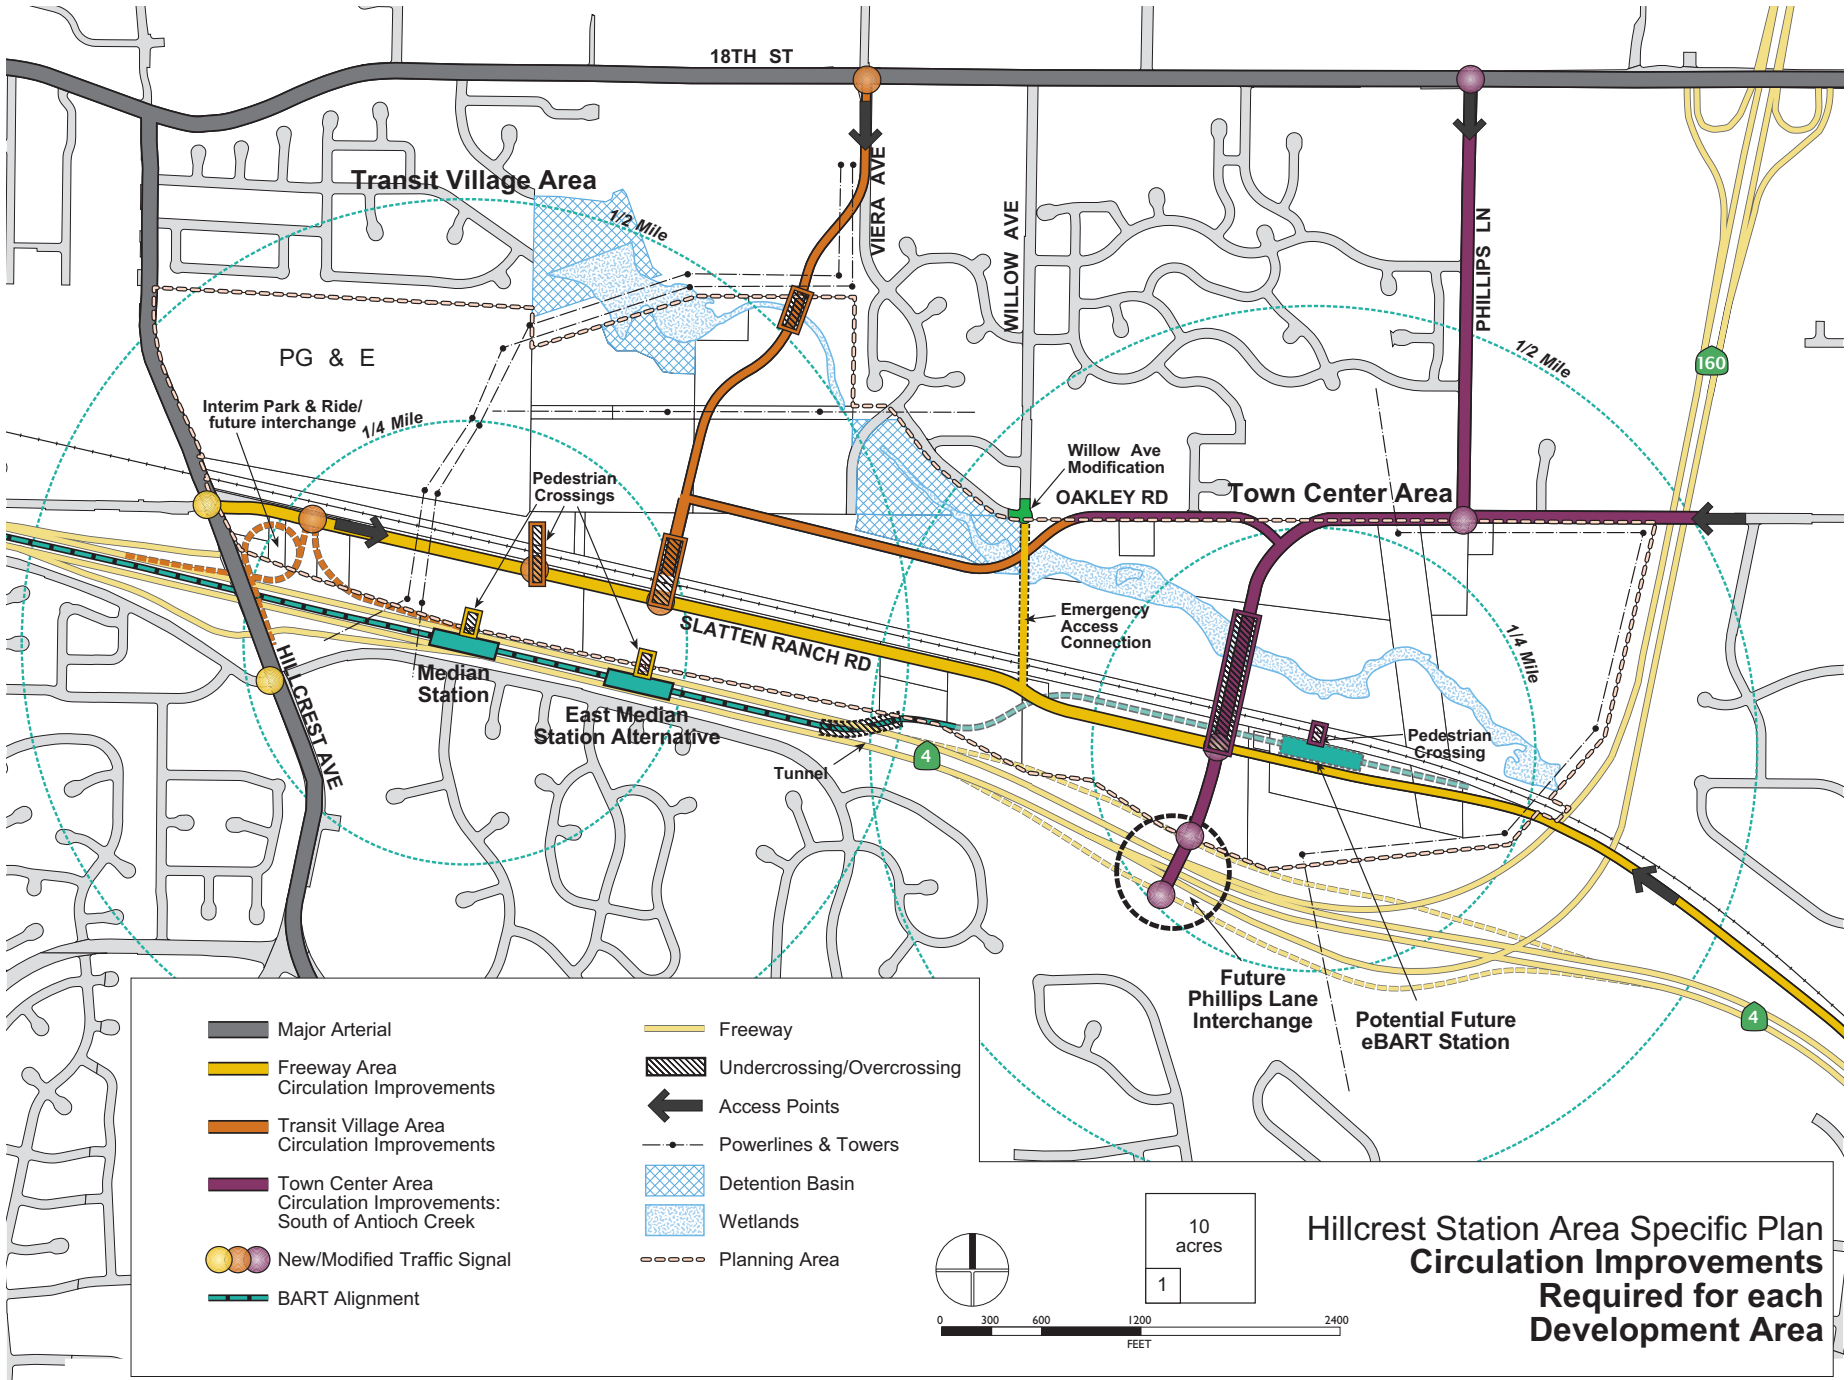 18TH ST
Transit Village Area
1/2 Mile
VIERA AVE
WILLOW AVE
PHILLIPS LN
1/2 Mile
160
PG & E
Interim Park & Ride/
future interchange
1/4 Mile
Pedestrian
Crossings
Willow Ave
Modification
OAKLEY RD
Town Center Area
Emergency
Access
Connection
SLATTEN RANCH RD
1/4 Mile
HILLCREST AVE
Median
Station
East Median
Station Alternative
Tunnel
4
Pedestrian
Crossing
Future
Phillips Lane
Interchange
Potential Future
eBART Station
4
Major Arterial
Freeway Area
Circulation Improvements
Transit Village Area
Circulation Improvements
Town Center Area
Circulation Improvements:
South of Antioch Creek
New/Modified Traffic Signal
BART Alignment
Freeway
Undercrossing/Overcrossing
Access Points
Powerlines & Towers
Detention Basin
Wetlands
Planning Area
10
acres
1
0 300 600 1200 2400
FEET
Hillcrest Station Area Specific Plan
Circulation Improvements
Required for each
Development Area